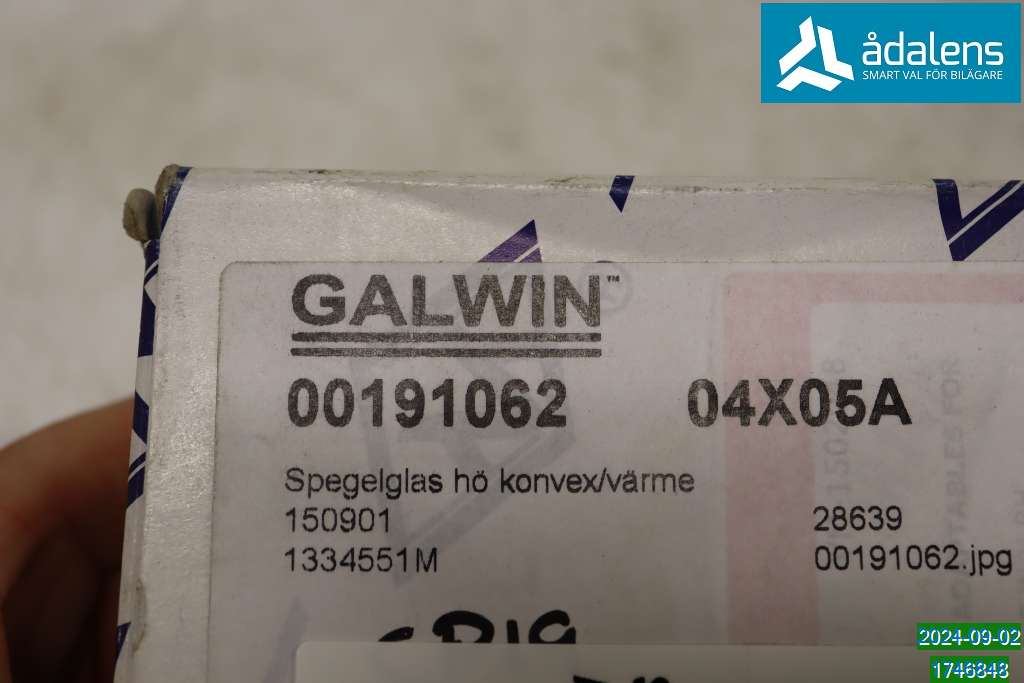 ådalens
SMART VAL FÖR BILÄGARE
GALWIN™
00191062 04X05A
Spegelglas hö konvex/värme
150901 28639
1334551M 00191062.jpg
2024-09-02
1746848